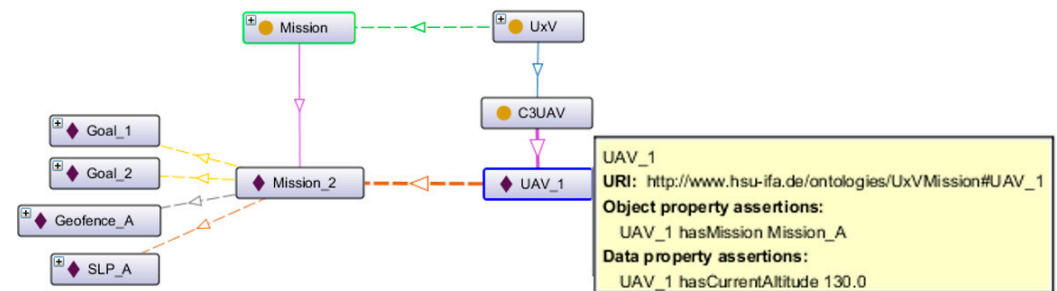 Mission
UxV
C3UAV
Goal_1
Goal_2
Mission_2
UAV_1
Geofence_A
SLP_A
UAV_1
URI: http://www.hsu-ifa.de/ontologies/UxVMission#UAV_1
Object property assertions:
UAV_1 hasMission Mission_A
Data property assertions:
UAV_1 hasCurrentAltitude 130.0